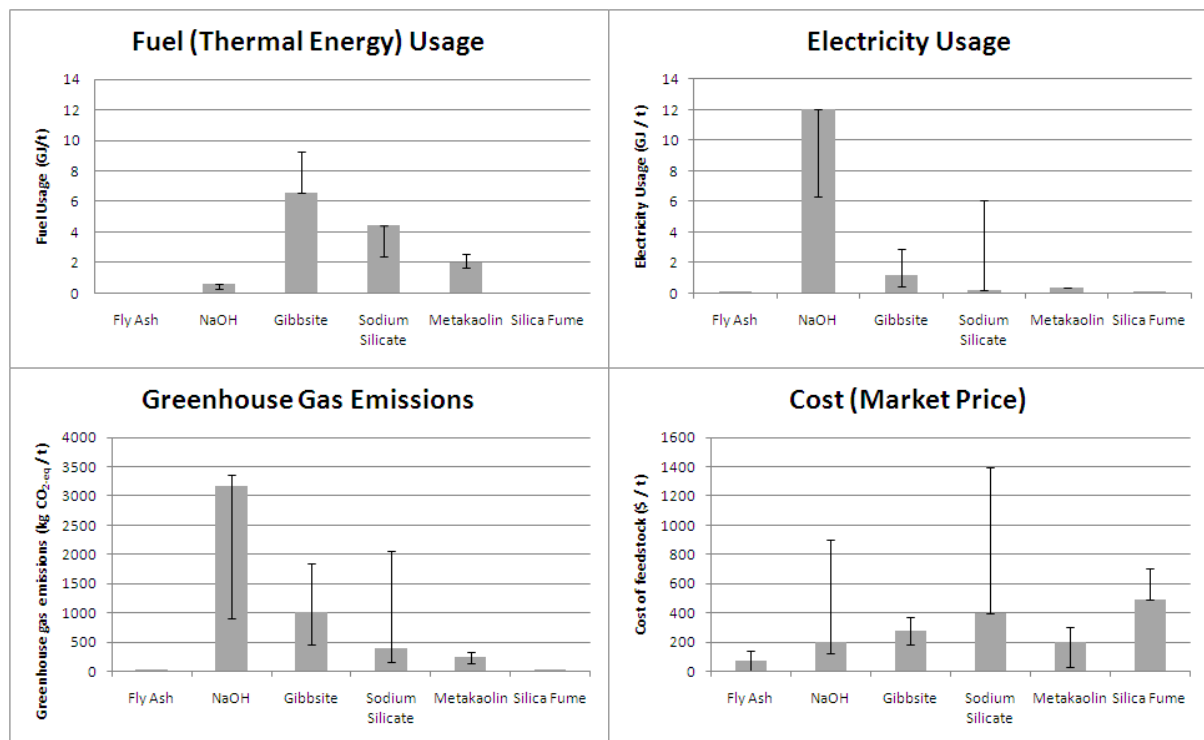 Fuel (Thermal Energy) Usage
Fuel Usage (GJ/t)
14
12
10
8
6
4
2
0
Fly Ash NaOH Gibbsite Sodium Metakaolin Silica Fume
Silicate
Electricity Usage
Electricity Usage (GJ / t)
14
12
10
8
6
4
2
0
Fly Ash NaOH Gibbsite Sodium Metakaolin Silica Fume
Silicate
Greenhouse Gas Emissions
Greenhouse gas emissions (kg CO2-eq / t)
4000
3500
3000
2500
2000
1500
1000
500
0
Fly Ash NaOH Gibbsite Sodium Metakaolin Silica Fume
Silicate
Cost (Market Price)
Cost of feedstock ($ / t)
1600
1400
1200
1000
800
600
400
200
0
Fly Ash NaOH Gibbsite Sodium Metakaolin Silica Fume
Silicate